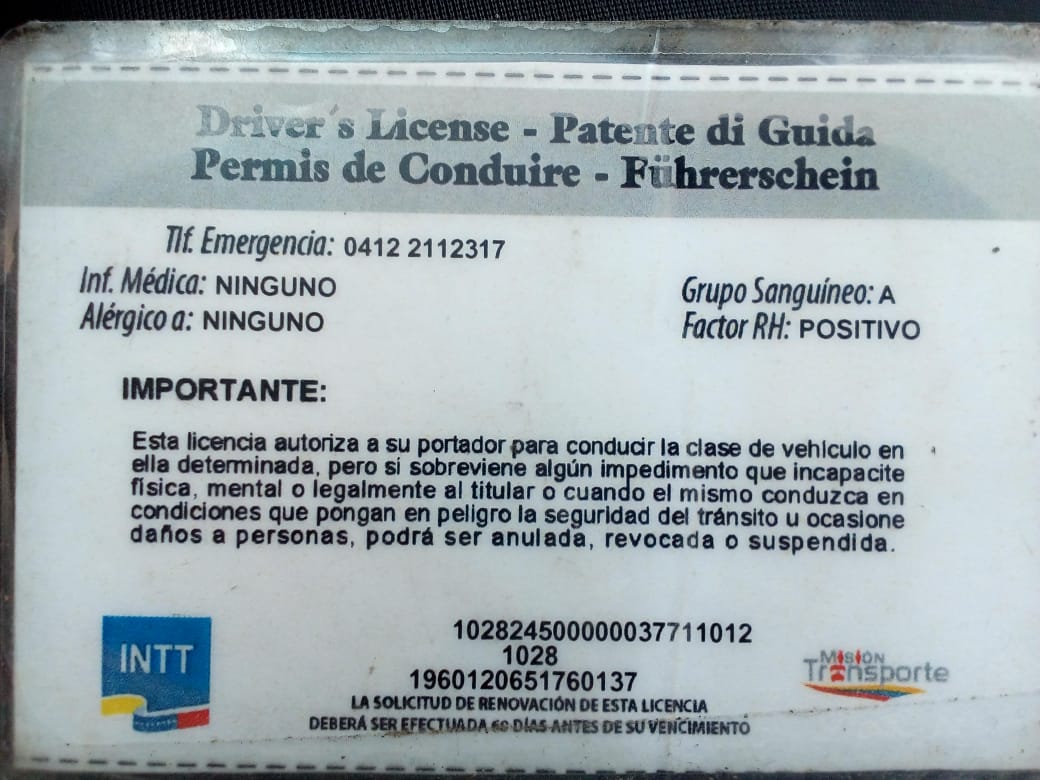 Driver´s License - Patente di Guida
Permis de Conduire - Führerschein
Tlf. Emergencia: 0412 2112317
Inf. Médica: NINGUNO
Alérgico a: NINGUNO
Grupo Sanguíneo: A
Factor RH: POSITIVO
IMPORTANTE:
Esta licencia autoriza a su portador para conducir la clase de vehículo en
ella determinada, pero si sobreviene algún impedimento que incapacite
física, mental o legalmente al titular o cuando el mismo conduzca en
condiciones que pongan en peligro la seguridad del tránsito u ocasione
daños a personas, podrá ser anulada, revocada o suspendida.
INTT
102824500000037711012
1028
1960120651760137
LA SOLICITUD DE RENOVACIÓN DE ESTA LICENCIA
DEBERÁ SER EFECTUADA 60 DÍAS ANTES DE SU VENCIMIENTO
MISIÓN
Transporte